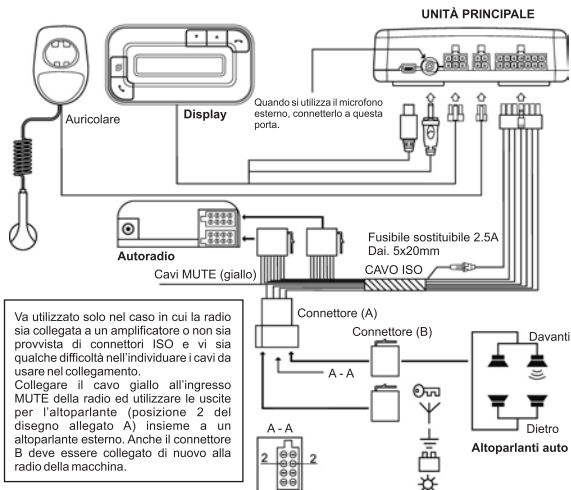 UNITÀ PRINCIPALE
Auricolare
Display
Quando si utilizza il microfono
esterno, connetterlo a questa
porta.
Autoradio
Fusibile sostituibile 2.5A
Dai. 5x20mm
Cavi MUTE (giallo)
CAVO ISO
Connettore (A)
Connettore (B)
Davanti
A - A
Dietro
Altoparlanti auto
A - A
2
2
Va utilizzato solo nel caso in cui la radio
sia collegata a un amplificatore o non sia
provvista di connettori ISO e vi sia
qualche difficoltà nell'individuare i cavi da
usare nel collegamento.
Collegare il cavo giallo all'ingresso
MUTE della radio ed utilizzare le uscite
per l'altoparlante (posizione 2 del
disegno allegato A) insieme a un
altoparlante esterno. Anche il connettore
B deve essere collegato di nuovo alla
radio della macchina.